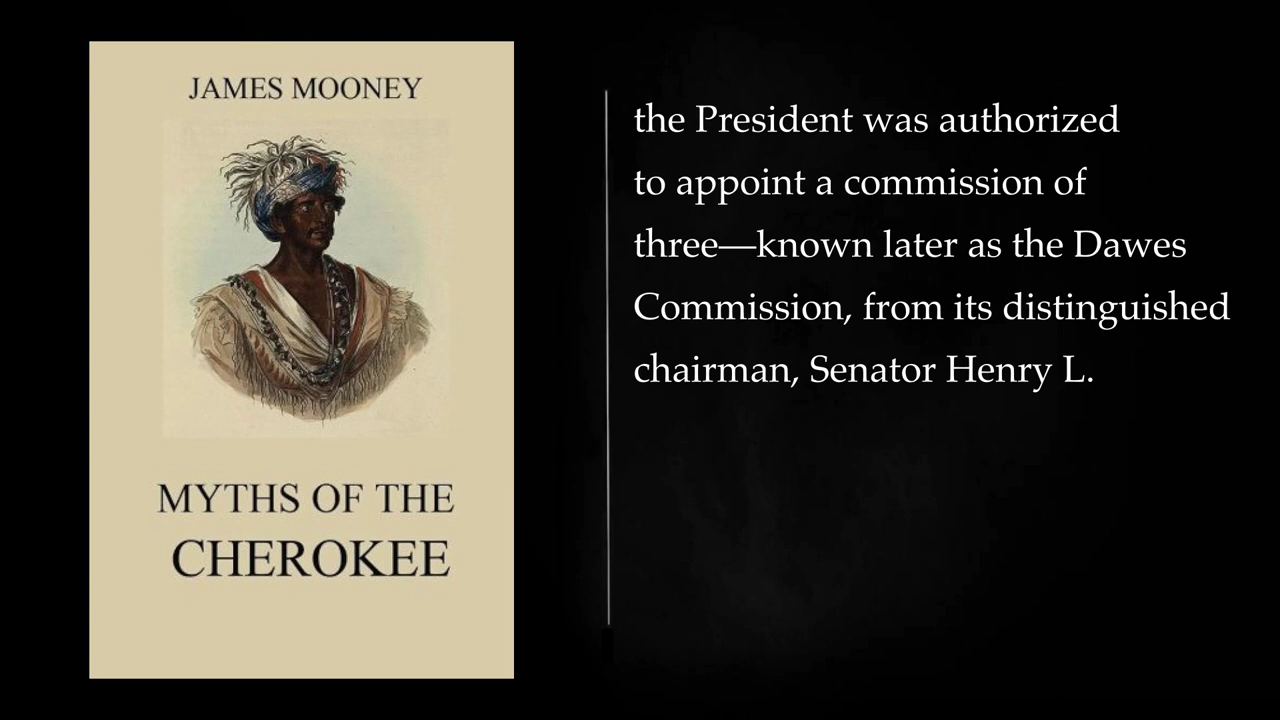 JAMES MOONEY
MYTHS OF THE
CHEROKEE
the President was authorized
to appoint a commission of
three—known later as the Dawes
Commission, from its distinguished
chairman, Senator Henry L.